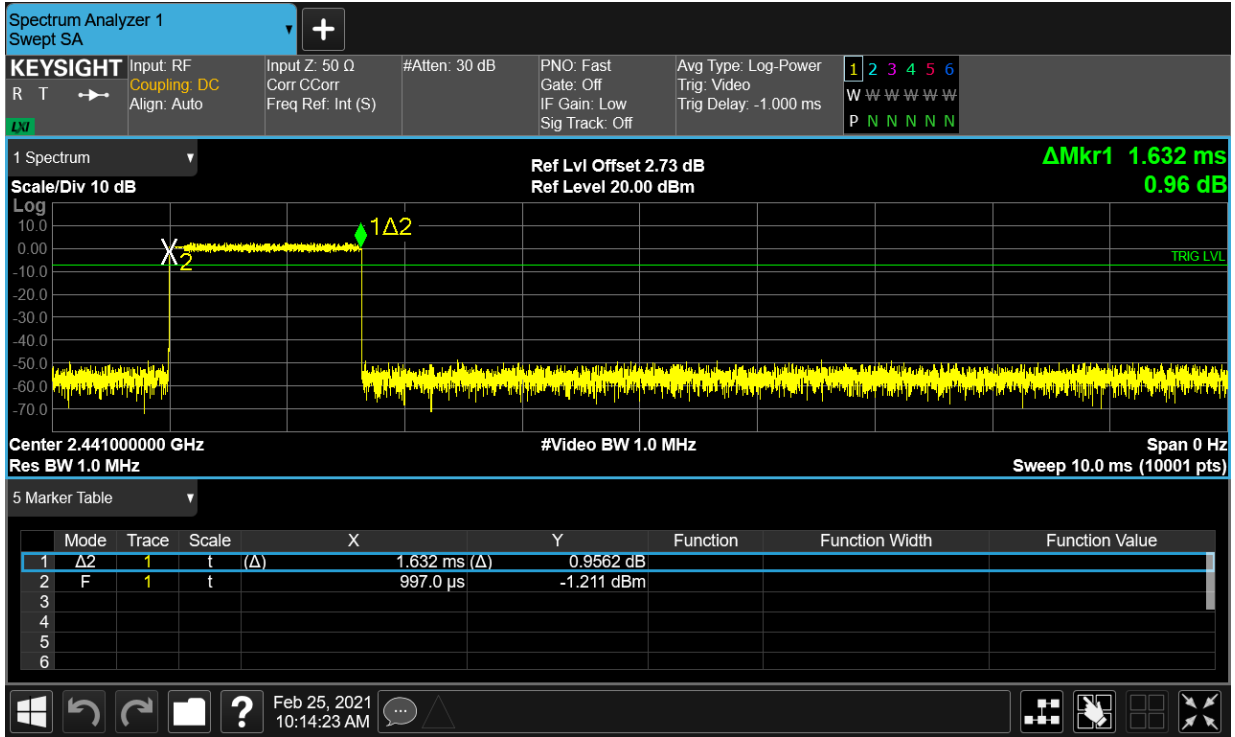 Spectrum Analyzer 1
Swept SA
KEYSIGHT
R T
LXI
Input: RF
Coupling: DC
Align: Auto
Input Z: 50 Ω
Corr CCorr
Freq Ref: Int (S)
#Atten: 30 dB
PNO: Fast
Gate: Off
IF Gain: Low
Sig Track: Off
Avg Type: Log-Power
Trig: Video
Trig Delay: -1.000 ms
1 2 3 4 5 6
W W W W W W
P N N N N N
1 Spectrum
Scale/Div 10 dB
Ref Lvl Offset 2.73 dB
Ref Level 20.00 dBm
ΔMkr1 1.632 ms
0.96 dB
Log
10.0
0.00
-10.0
-20.0
-30.0
-40.0
-50.0
-60.0
-70.0
1Δ2
X2
TRIG LVL
Center 2.441000000 GHz
Res BW 1.0 MHz
#Video BW 1.0 MHz
Span 0 Hz
Sweep 10.0 ms (10001 pts)
5 Marker Table
Mode Trace Scale X Y Function Function Width Function Value
1 Δ2 1 t (Δ) 1.632 ms (Δ) 0.9562 dB
2 F 1 t 997.0 µs -1.211 dBm
3
4
5
6
?
Feb 25, 2021
10:14:23 AM